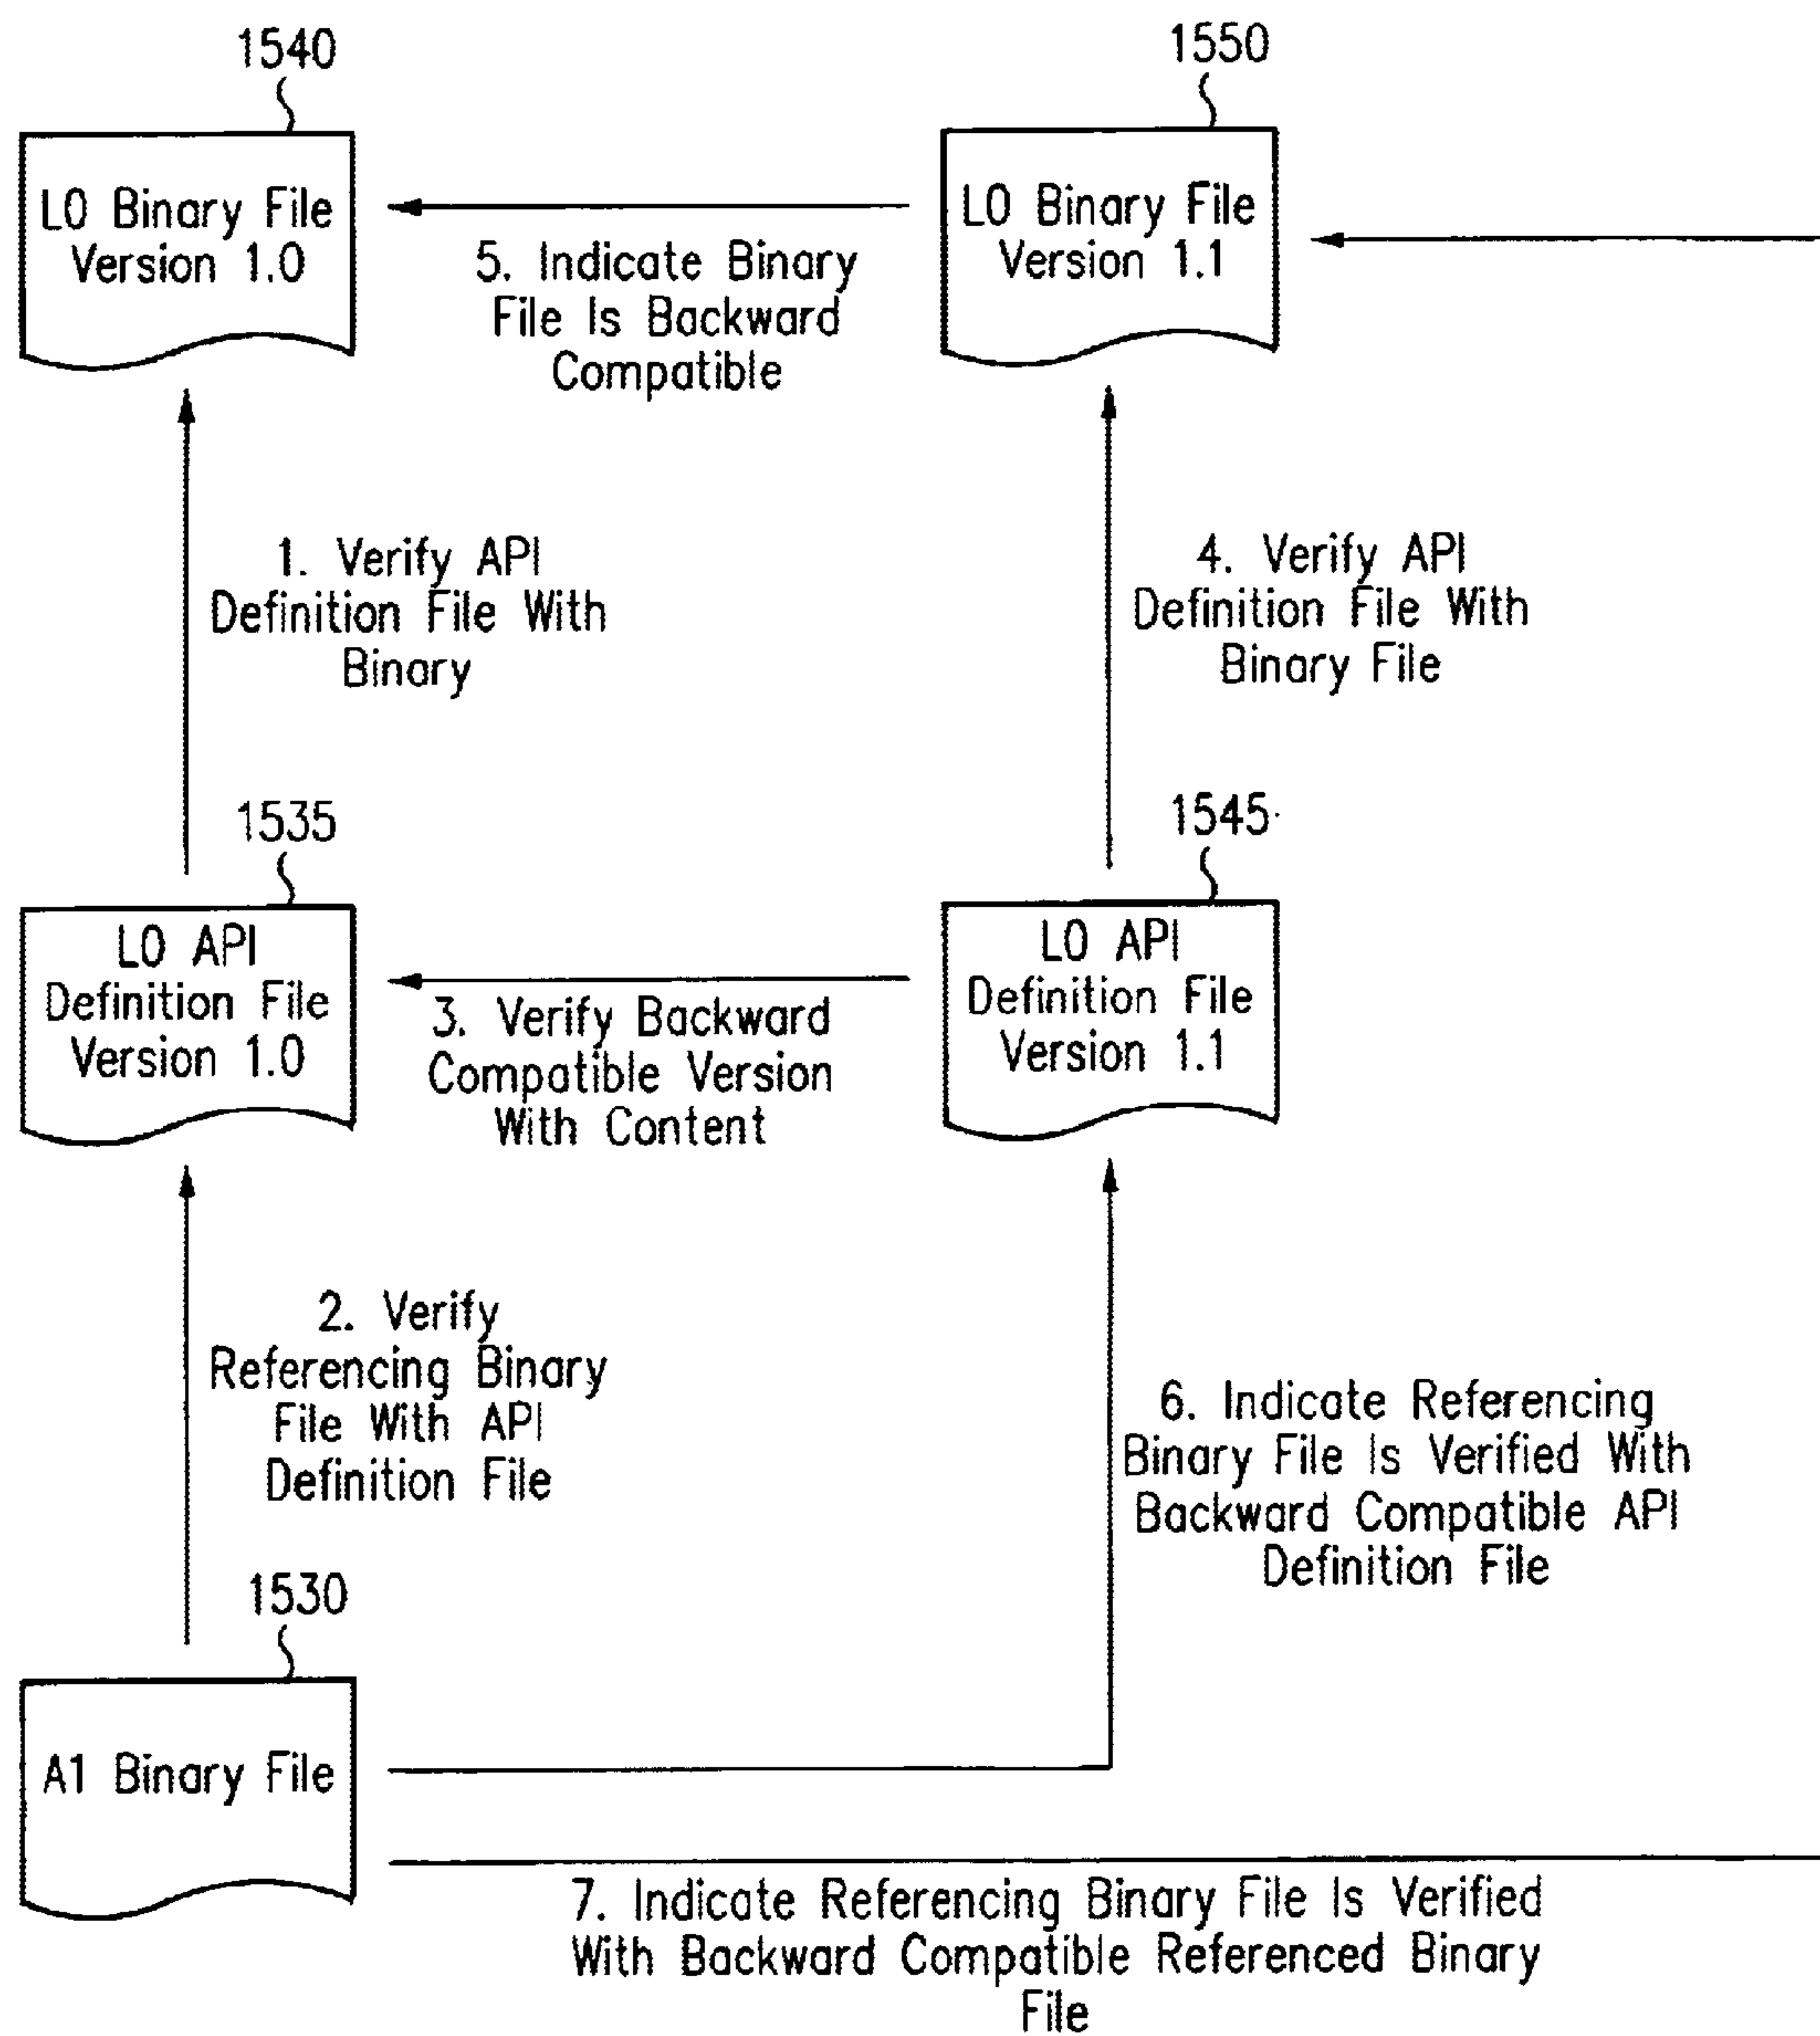 1540
1550
L0 Binary File
Version 1.0
L0 Binary File
Version 1.1
5. Indicate Binary
File Is Backward
Compatible
1. Verify API
Definition File With
Binary
4. Verify API
Definition File With
Binary File
1535
1545
L0 API
Definition File
Version 1.0
L0 API
Definition File
Version 1.1
3. Verify Backward
Compatible Version
With Content
2. Verify
Referencing Binary
File With API
Definition File
6. Indicate Referencing
Binary File Is Verified With
Backward Compatible API
Definition File
1530
A1 Binary File
7. Indicate Referencing Binary File Is Verified
With Backward Compatible Referenced Binary
File